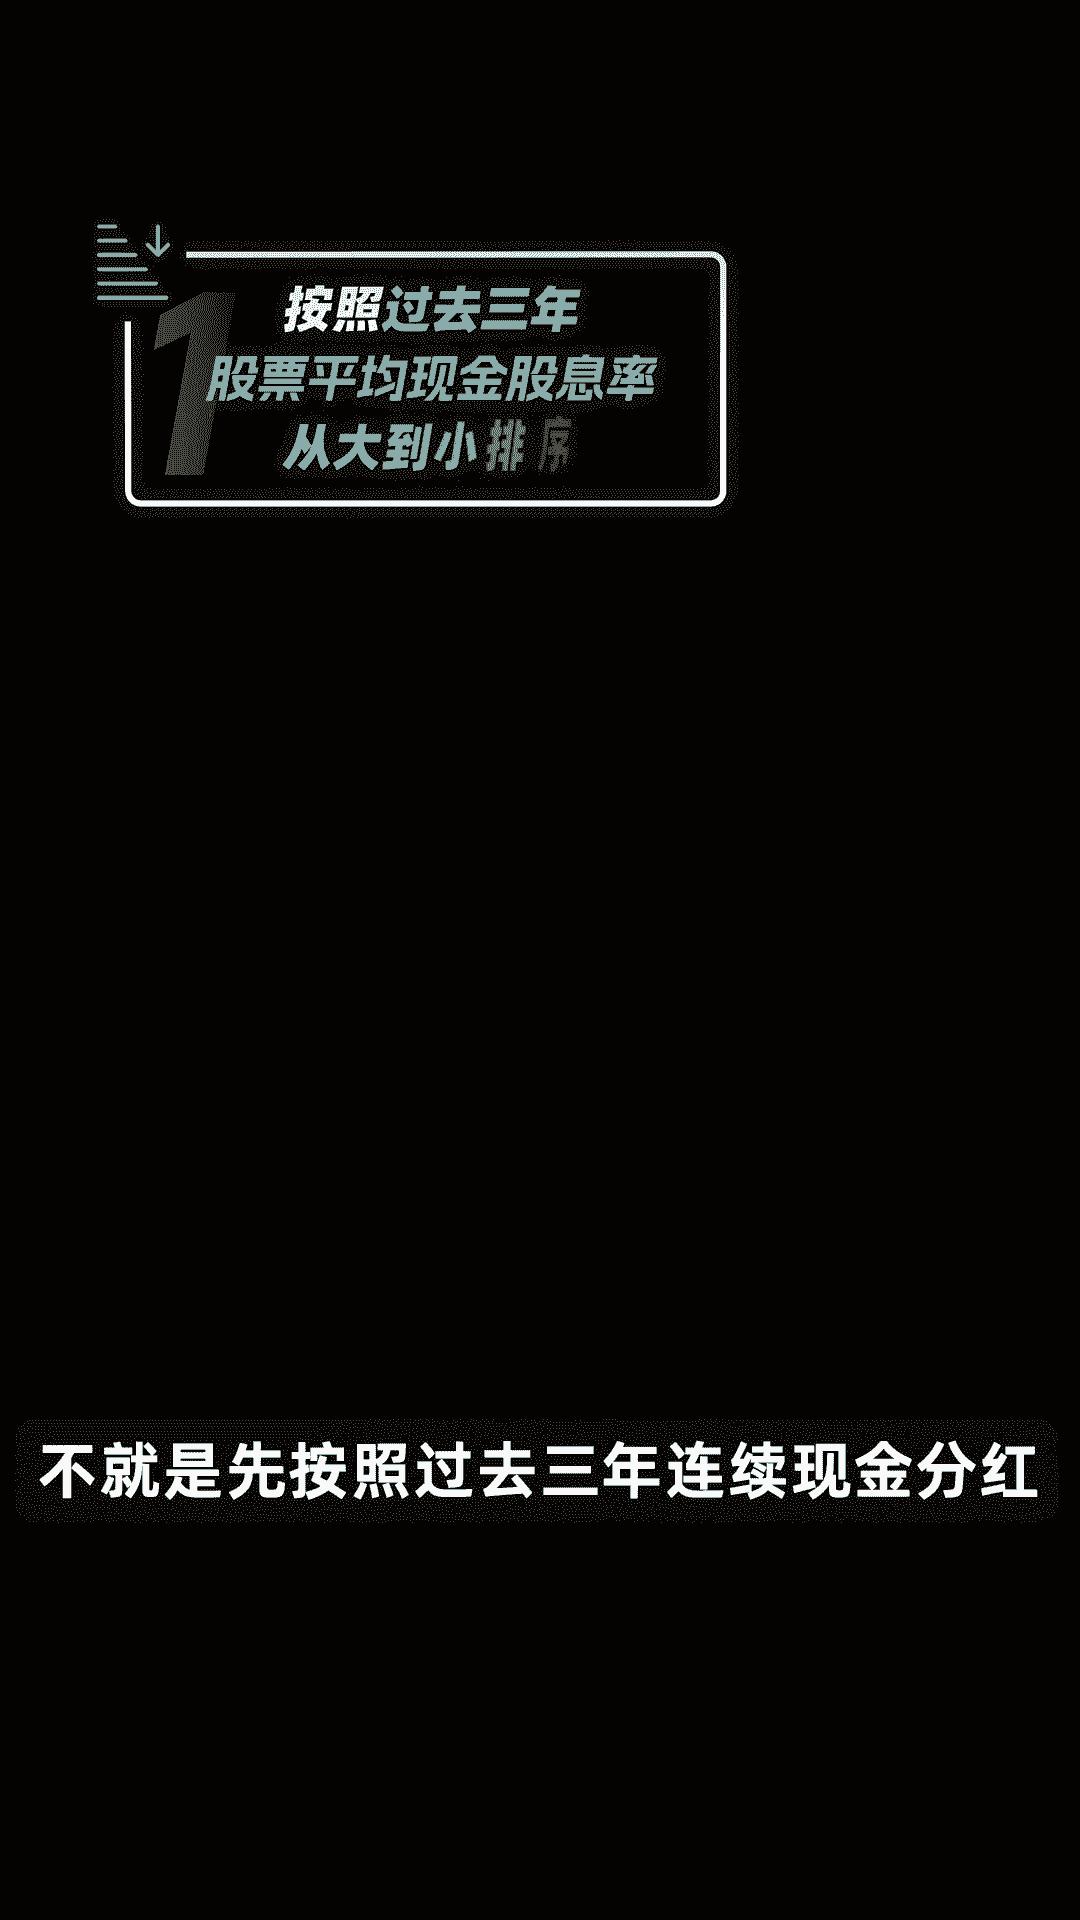 1
按照过去三年
股票平均现金股息率
从大到小排序
不就是先按照过去三年连续现金分红